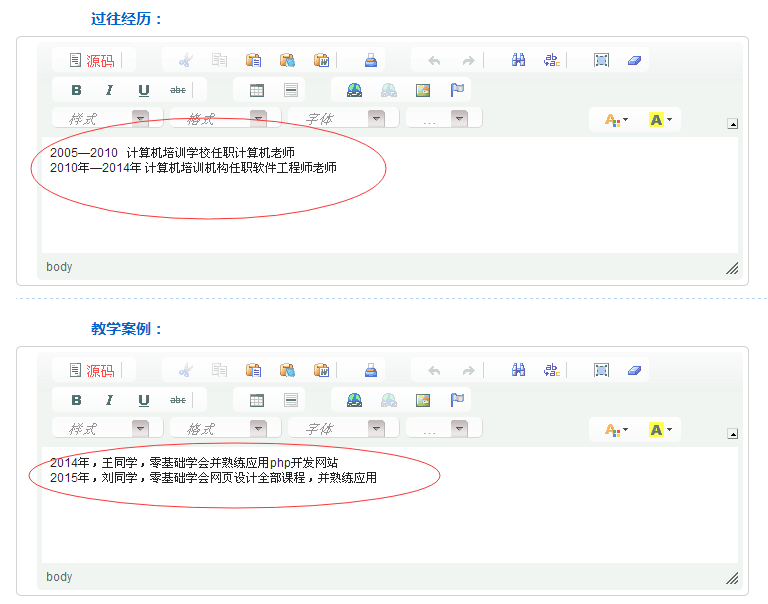 过往经历：
源码
B I U abc
样式 格式 字体 ...
A A
2005—2010 计算机培训学校任职计算机老师
2010年—2014年 计算机培训机构任职软件工程师老师
body
教学案例：
源码
B I U abc
样式 格式 字体 ...
A A
2014年，王同学，零基础学会并熟练应用php开发网站
2015年，刘同学，零基础学会网页设计全部课程，并熟练应用
body